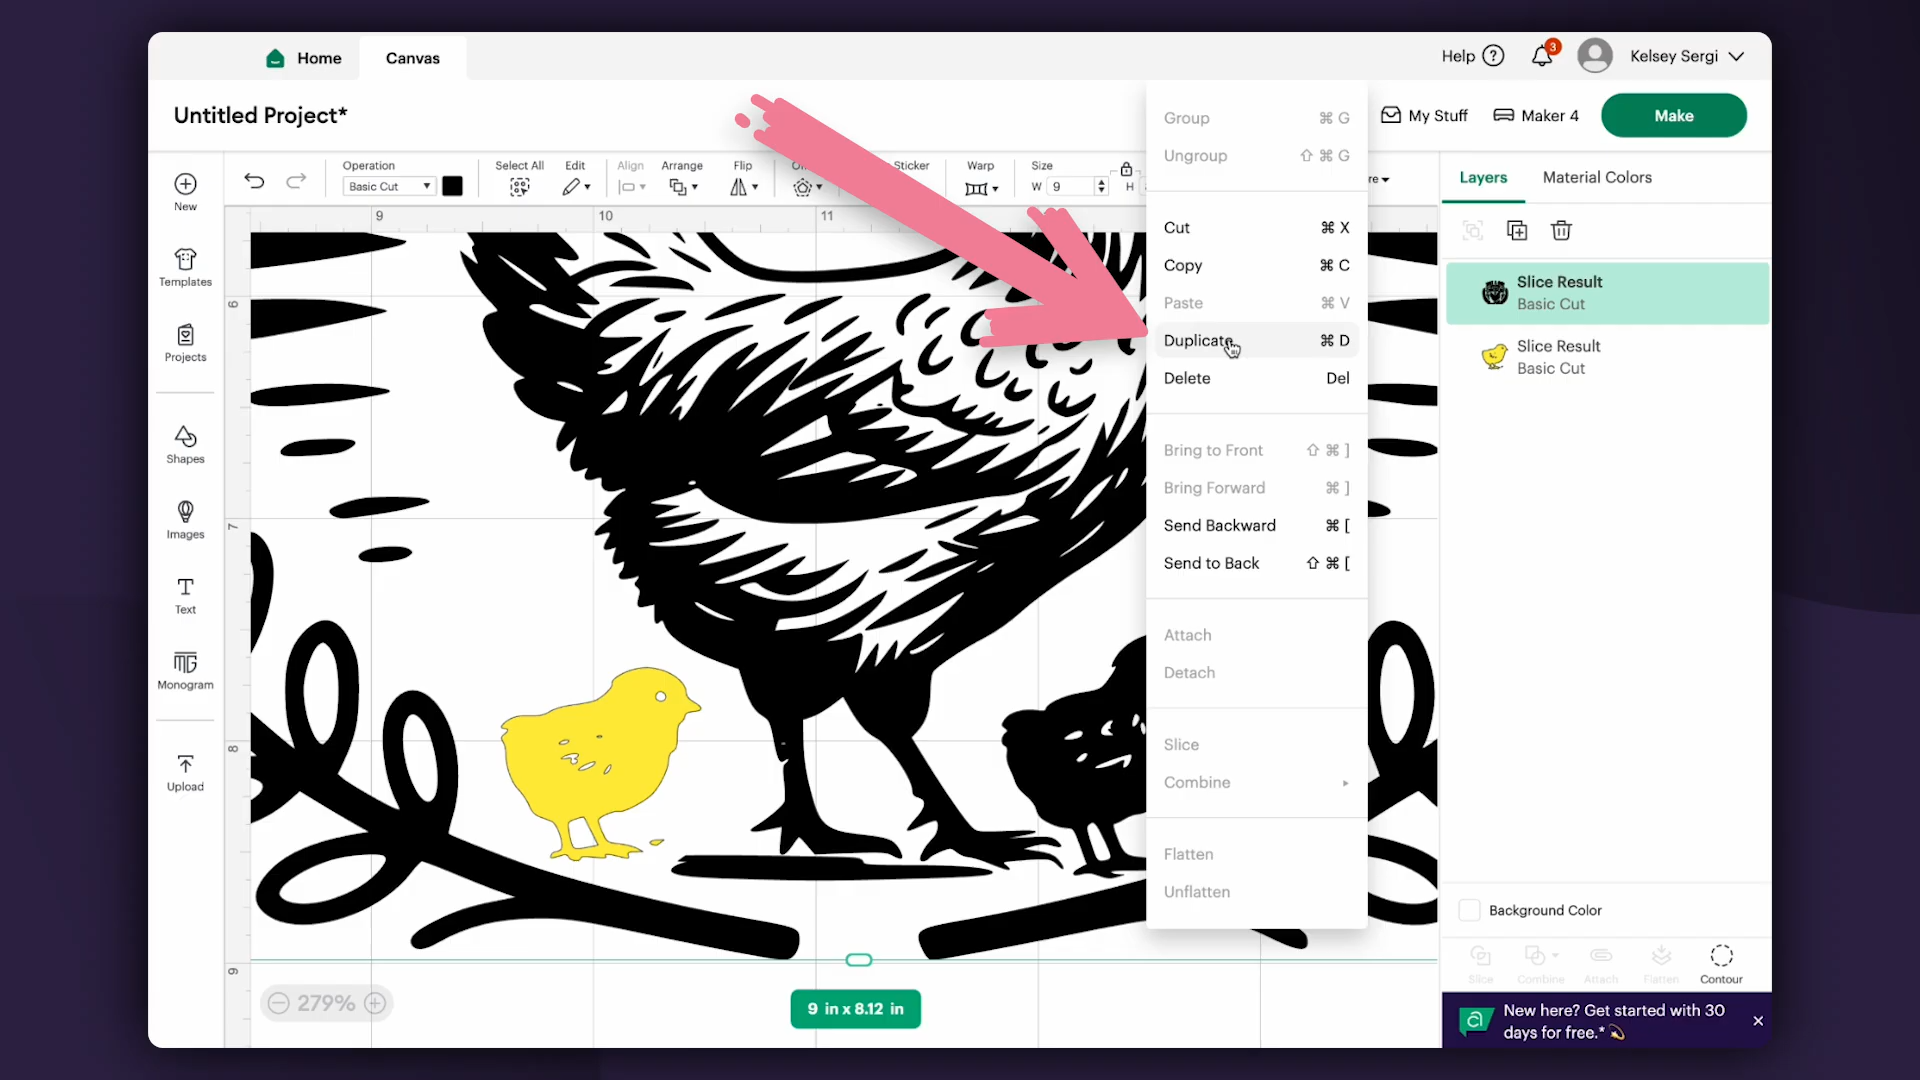 Home
Canvas
Help
3
Kelsey Sergi
Untitled Project*
My Stuff
Maker 4
Make
Operation
Basic Cut
Select All
Edit
Align
Arrange
Flip
Sticker
Warp
Size
W 9
H
New
Templates
Projects
Shapes
Images
Text
Monogram
Upload
9
10
11
6
7
8
9
Group ⌘ G
Ungroup ⇧ ⌘ G
Cut ⌘ X
Copy ⌘ C
Paste ⌘ V
Duplicate ⌘ D
Delete Del
Bring to Front ⇧ ⌘ ]
Bring Forward ⌘ ]
Send Backward ⌘ [
Send to Back ⇧ ⌘ [
Attach
Detach
Slice
Combine
Flatten
Unflatten
279%
9 in x 8.12 in
Layers
Material Colors
Slice Result
Basic Cut
Slice Result
Basic Cut
Background Color
Slice
Combine
Attach
Flatten
Contour
New here? Get started with 30
days for free.*